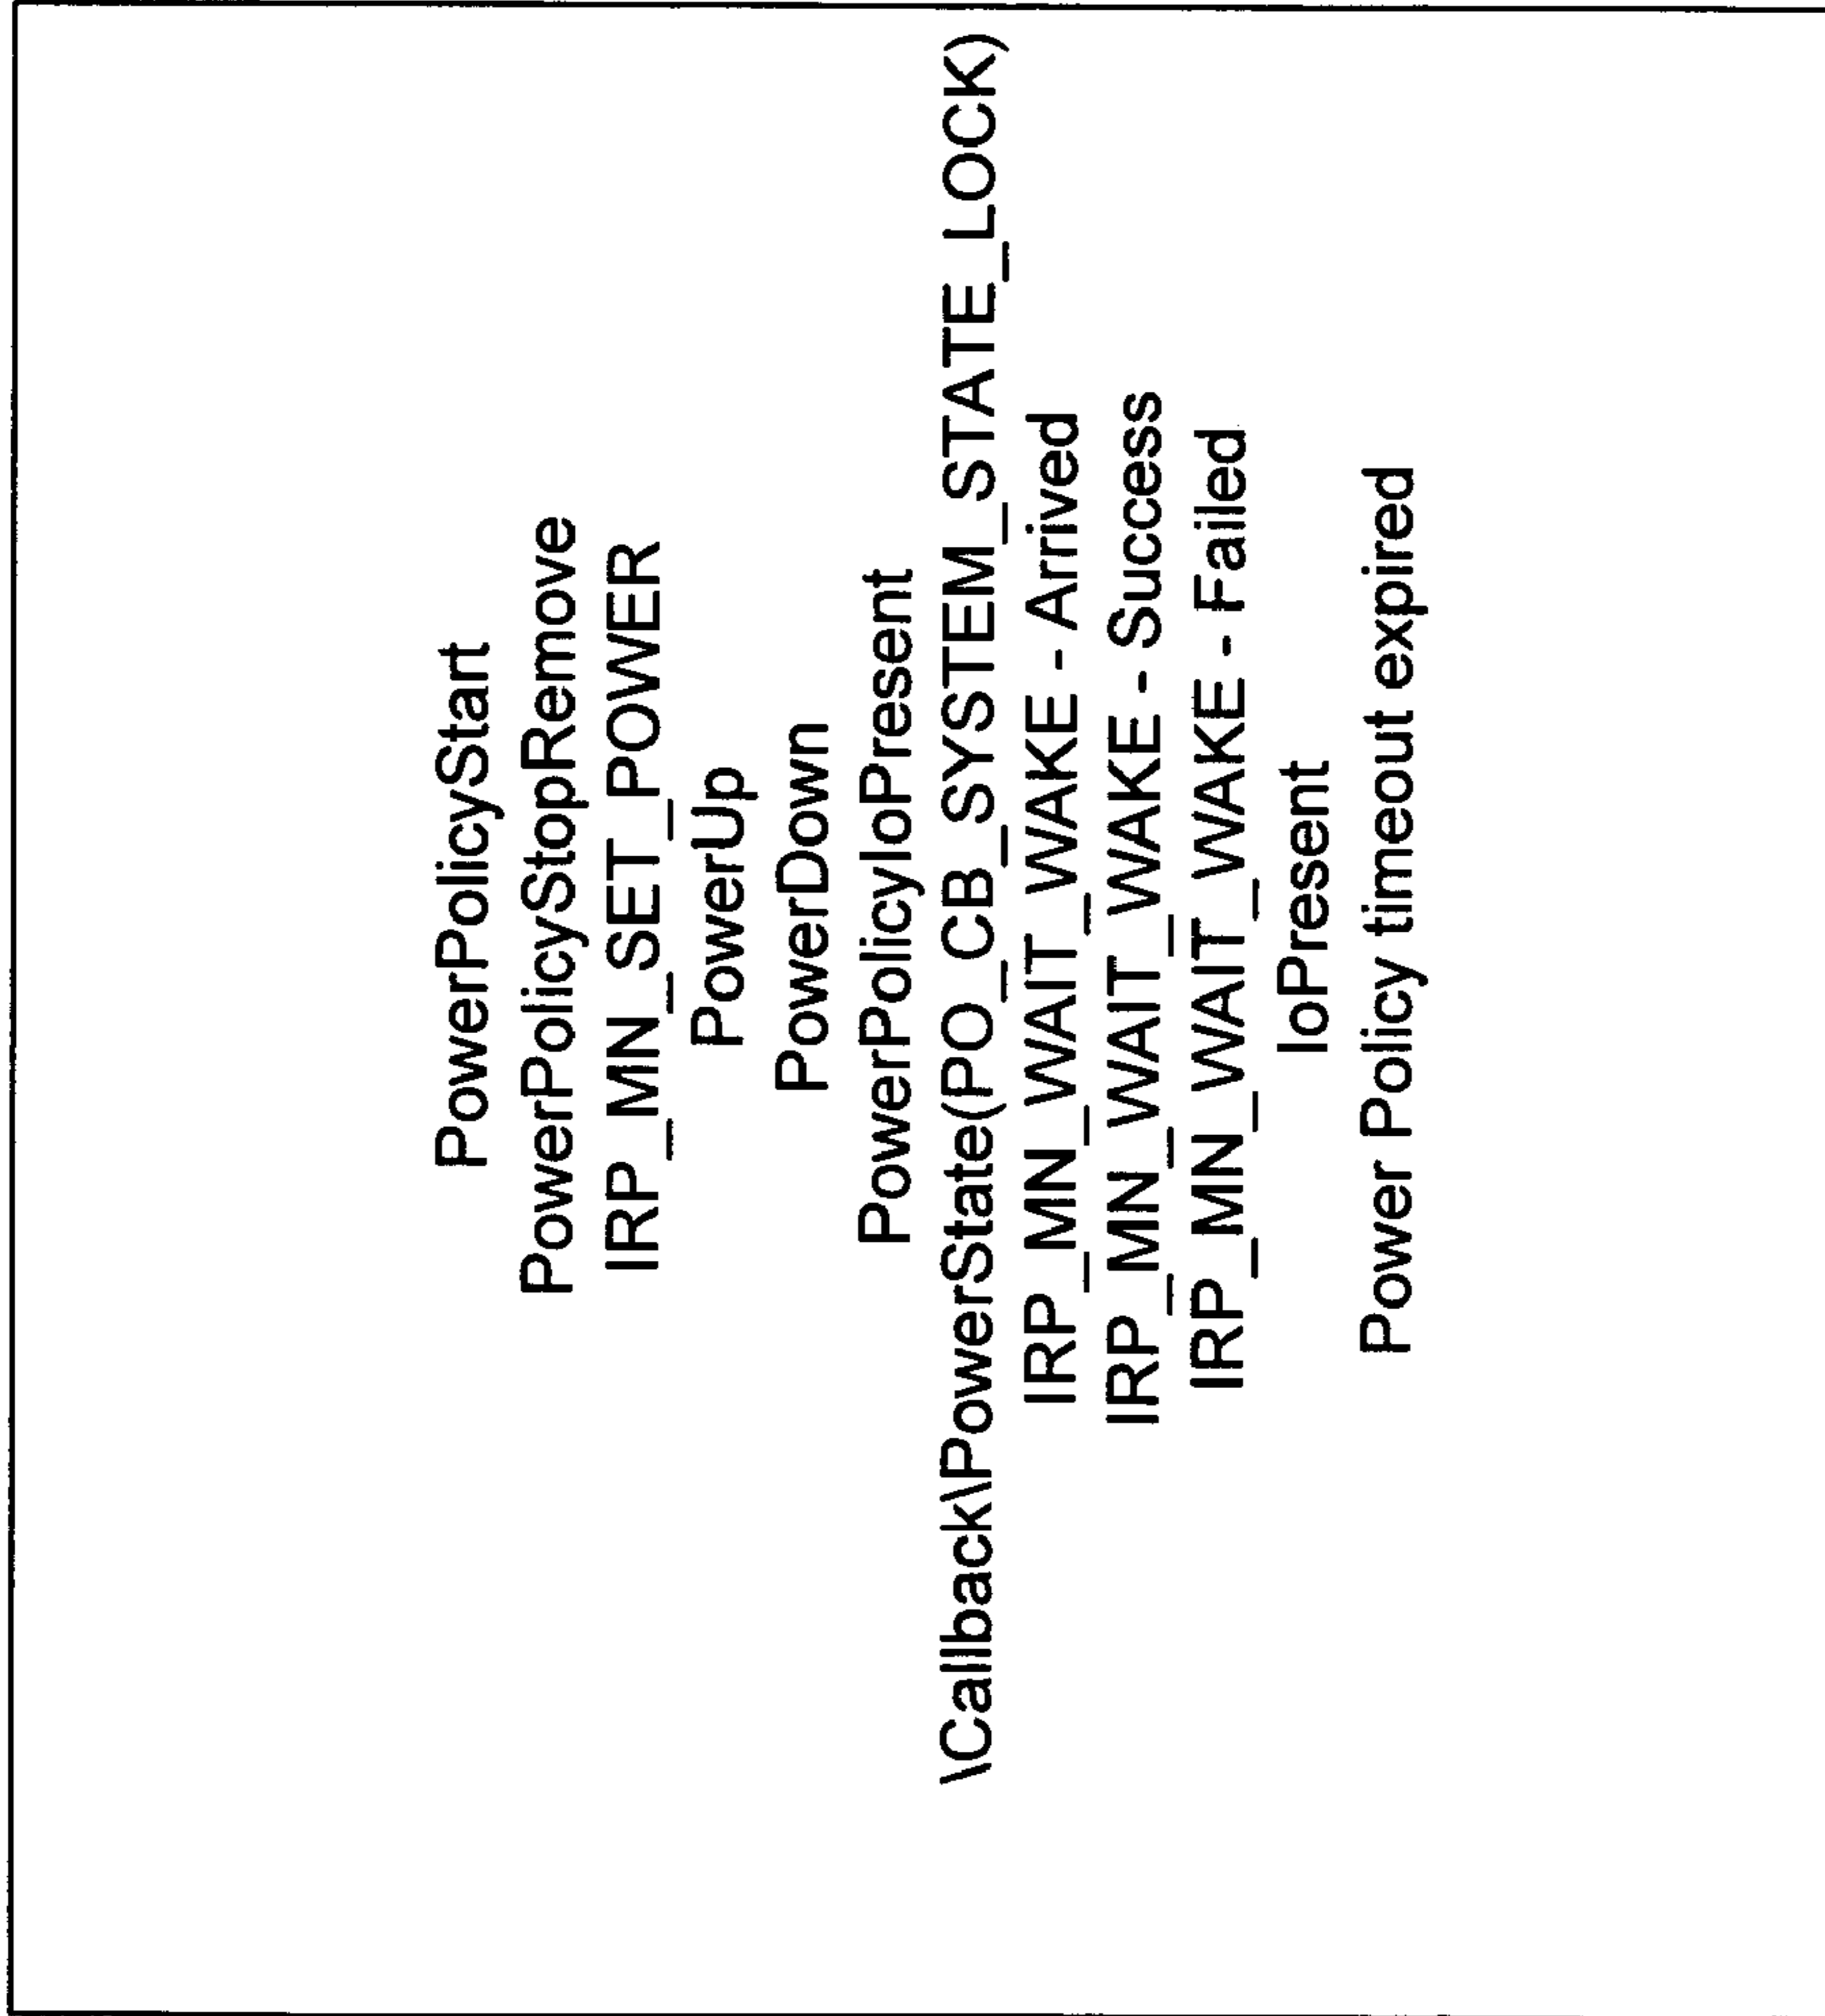 PowerPolicyStart
PowerPolicyStopRemove
IRP_MN_SET_POWER
PowerUp
PowerDown
PowerPolicyIoPresent
\Callback\PowerState(PO_CB_SYSTEM_STATE_LOCK)
IRP_MN_WAIT_WAKE - Arrived
IRP_MN_WAIT_WAKE - Success
IRP_MN_WAIT_WAKE - Failed
IoPresent
Power Policy timeout expired